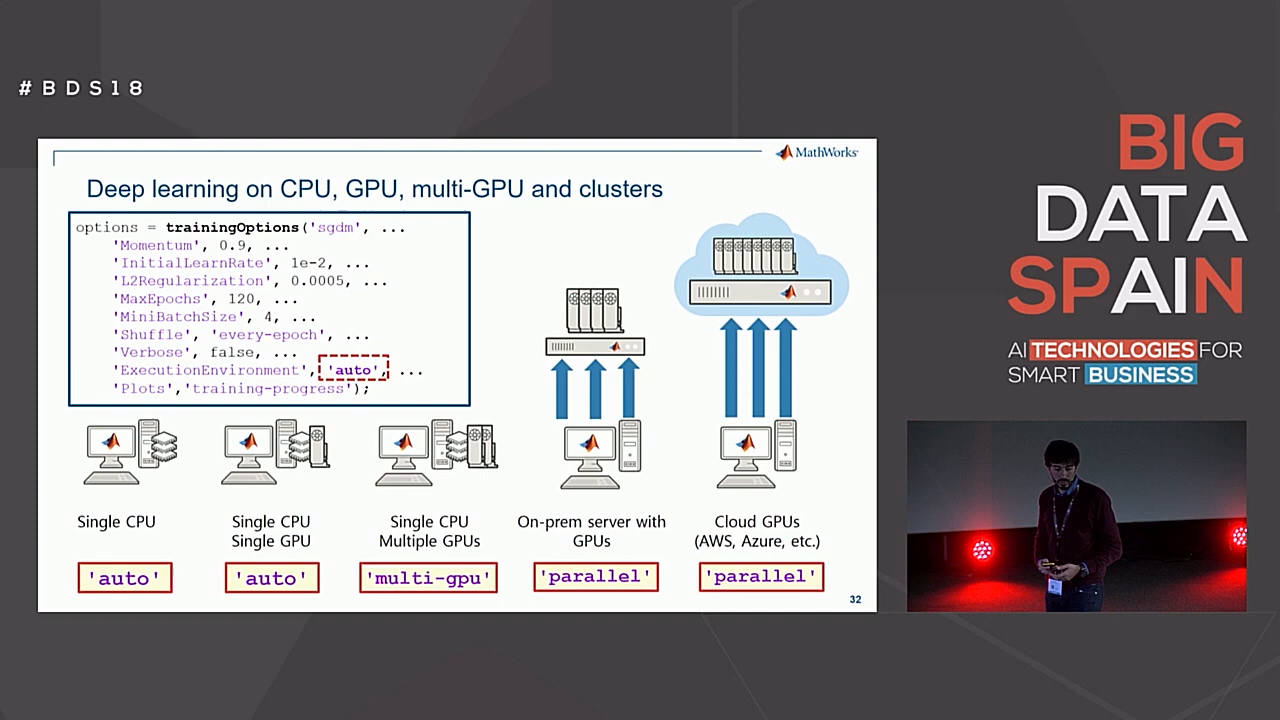 #BDS18
MathWorks
Deep learning on CPU, GPU, multi-GPU and clusters
options = trainingOptions('sgdm', ...
'Momentum', 0.9, ...
'InitialLearnRate', 1e-2, ...
'L2Regularization', 0.0005, ...
'MaxEpochs', 120, ...
'MiniBatchSize', 4, ...
'Shuffle', 'every-epoch', ...
'Verbose', false, ...
'ExecutionEnvironment', 'auto', ...
'Plots','training-progress');
Single CPU
Single CPU
Single GPU
Single CPU
Multiple GPUs
On-prem server with
GPUs
Cloud GPUs
(AWS, Azure, etc.)
'auto'
'auto'
'multi-gpu'
'parallel'
'parallel'
32
BIG
DATA
SPAIN
AI TECHNOLOGIES FOR
SMART BUSINESS